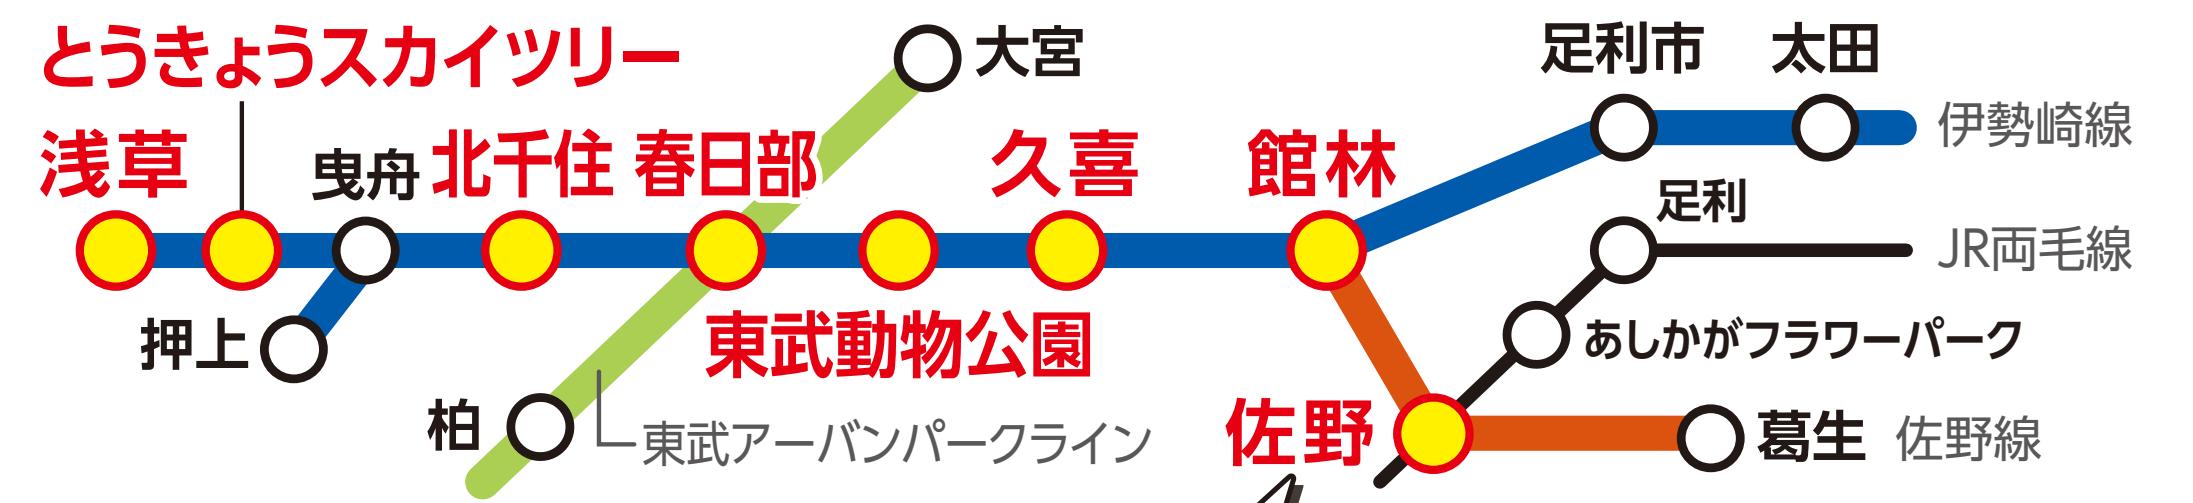 とうきょうスカイツリー
大宮
足利市
太田
伊勢崎線
浅草
曳舟
北千住
春日部
久喜
館林
足利
JR両毛線
押上
東武動物公園
あしかがフラワーパーク
柏
東武アーバンパークライン
佐野
葛生
佐野線